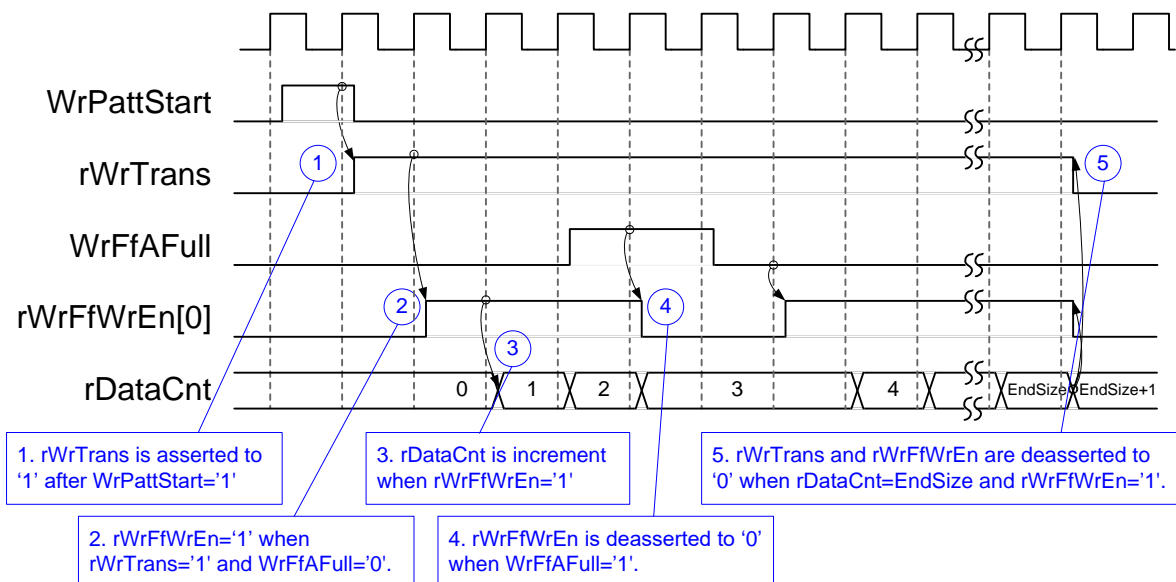 WrPattStart
1
5
rWrTrans
WrFfAFull
2
4
rWrFfWrEn[0]
3
rDataCnt
0 1 2 3 4 EndSize EndSize+1
1. rWrTrans is asserted to
‘1’ after WrPattStart=’1'
3. rDataCnt is increment
when rWrFfWrEn=’1'
5. rWrTrans and rWrFfWrEn are deasserted to
‘0’ when rDataCnt=EndSize and rWrFfWrEn=’1'.
2. rWrFfWrEn=‘1’ when
rWrTrans=’1' and WrFfAFull=’0'.
4. rWrFfWrEn is deasserted to ‘0’
when WrFfAFull=’1'.